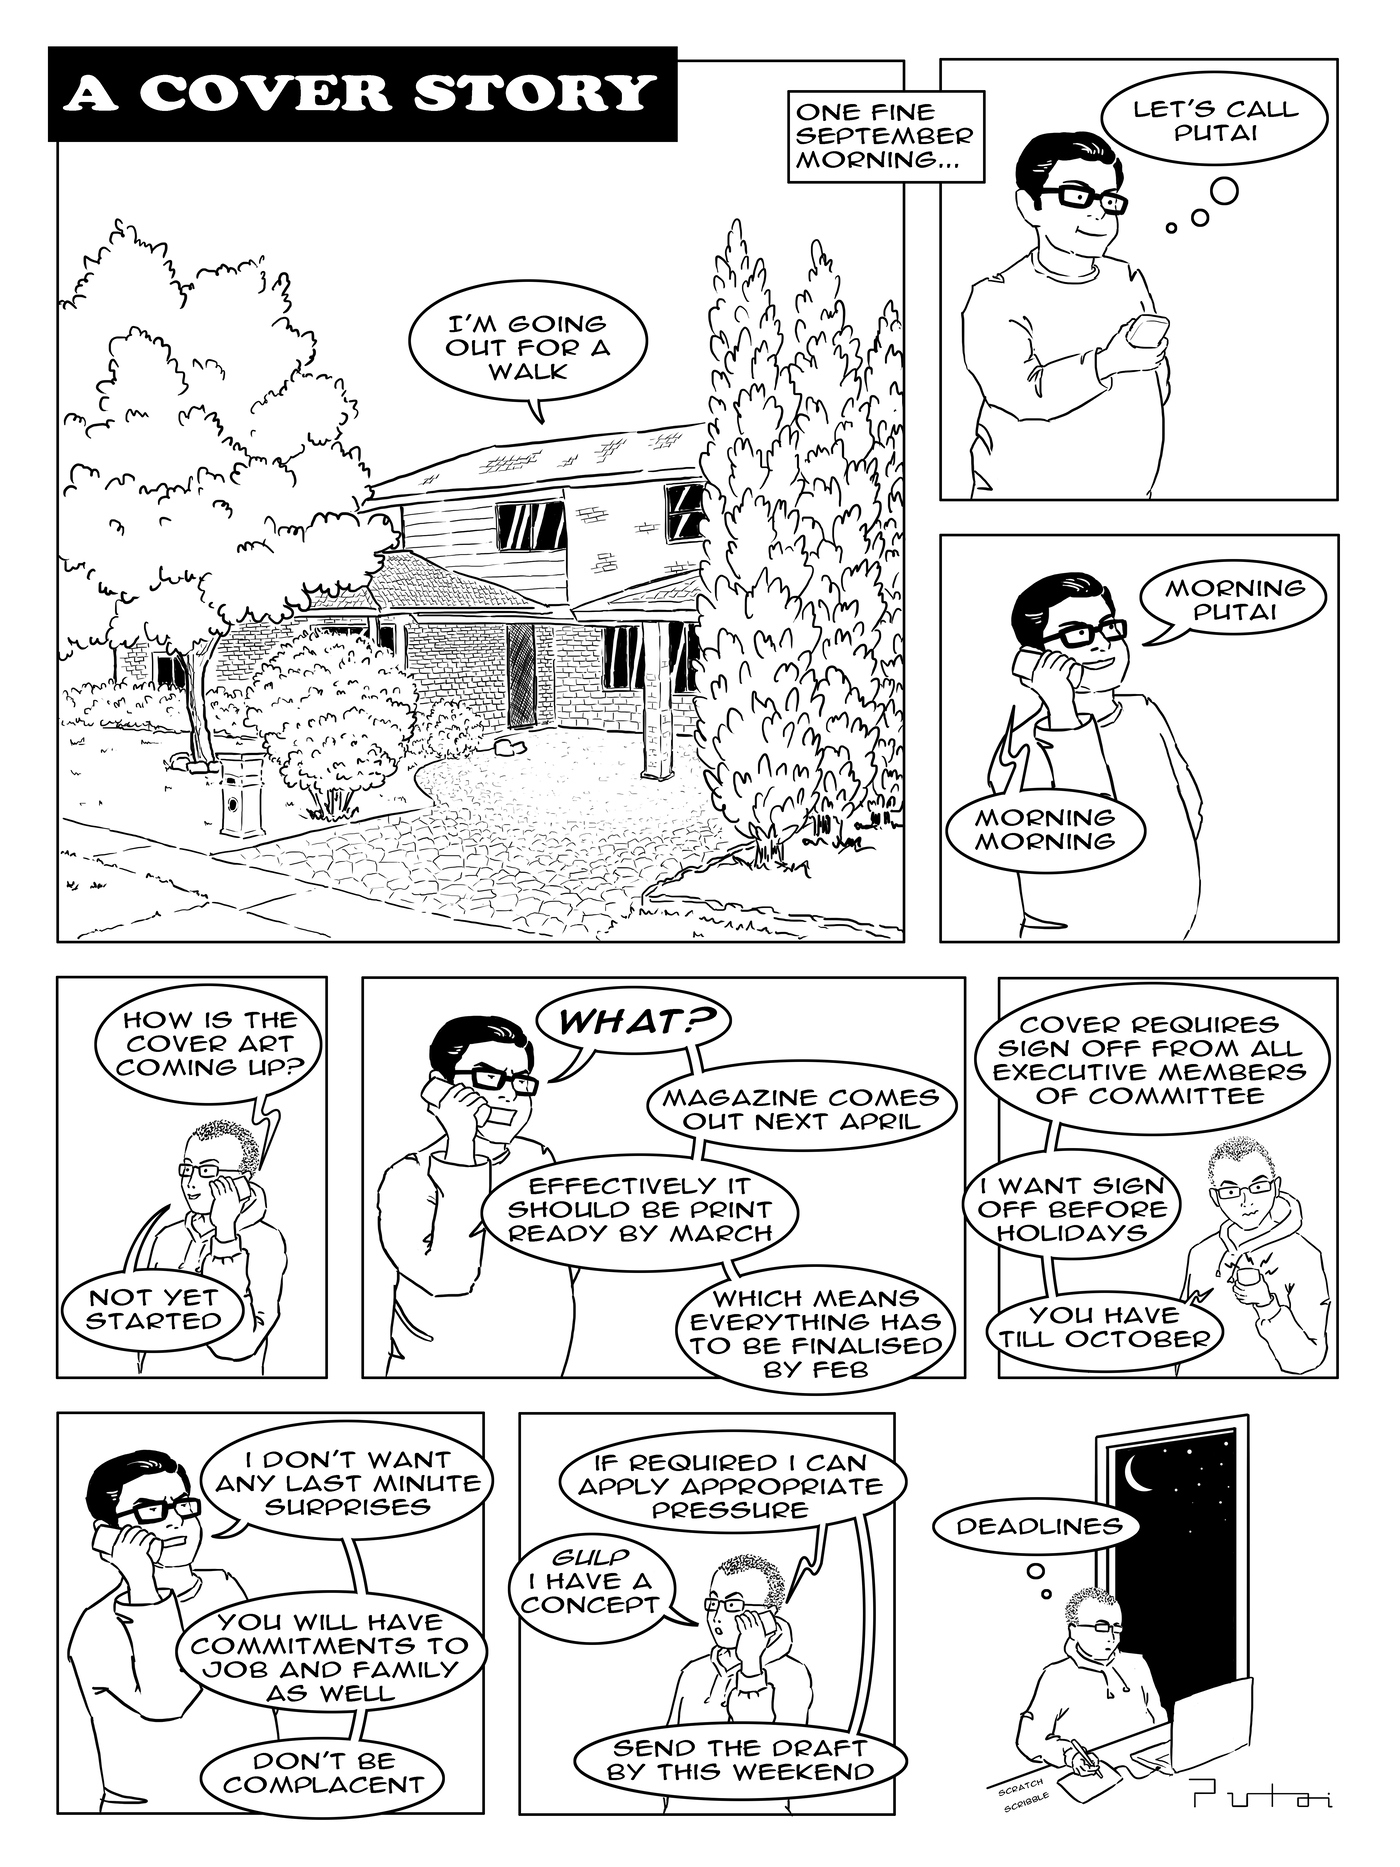 A COVER STORY
ONE FINE
SEPTEMBER
MORNING...
I'M GOING
OUT FOR A
WALK
LET'S CALL
PUTAI
MORNING
PUTAI
MORNING
MORNING
HOW IS THE
COVER ART
COMING UP?
NOT YET
STARTED
WHAT?
MAGAZINE COMES
OUT NEXT APRIL
EFFECTIVELY IT
SHOULD BE PRINT
READY BY MARCH
WHICH MEANS
EVERYTHING HAS
TO BE FINALISED
BY FEB
COVER REQUIRES
SIGN OFF FROM ALL
EXECUTIVE MEMBERS
OF COMMITTEE
I WANT SIGN
OFF BEFORE
HOLIDAYS
YOU HAVE
TILL OCTOBER
I DON'T WANT
ANY LAST MINUTE
SURPRISES
YOU WILL HAVE
COMMITMENTS TO
JOB AND FAMILY
AS WELL
DON'T BE
COMPLACENT
IF REQUIRED I CAN
APPLY APPROPRIATE
PRESSURE
GULP
I HAVE A
CONCEPT
SEND THE DRAFT
BY THIS WEEKEND
DEADLINES
SCRATCH
SCRIBBLE
Putai